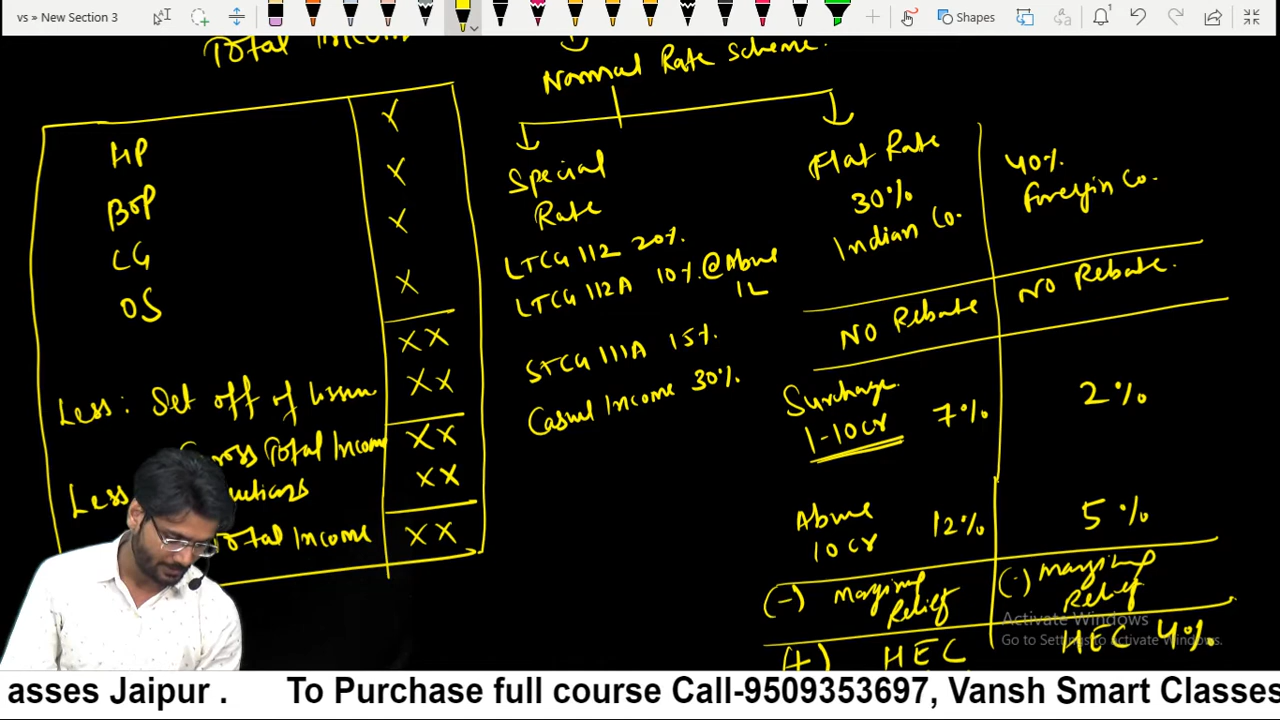 vs » New Section 3
Shapes
Total Income
HP
BOP
CG
OS
Less: Set off of losses
Gross Total Income
Less
Total Income
X
X
X
X
XX
XX
XX
XX
XX
Normal Rate Scheme.
Special
Rate
LTCG 112 20%.
LTCG 112A 10%.@Above
1L
STCG 111A 15%.
Casual Income 30%.
Flat Rate
30%
Indian Co.
40%
Foreign Co.
NO Rebate
NO Rebate.
Surcharge
1-10cr 7%
2%
Above
10cr 12%
5%
(-) Marginal
Relief
(-) Marginal
Relief
(+) HEC
HEC 4%
Activate Windows
Go to Settings to activate Windows.
asses Jaipur . To Purchase full course Call-9509353697, Vansh Smart Classes